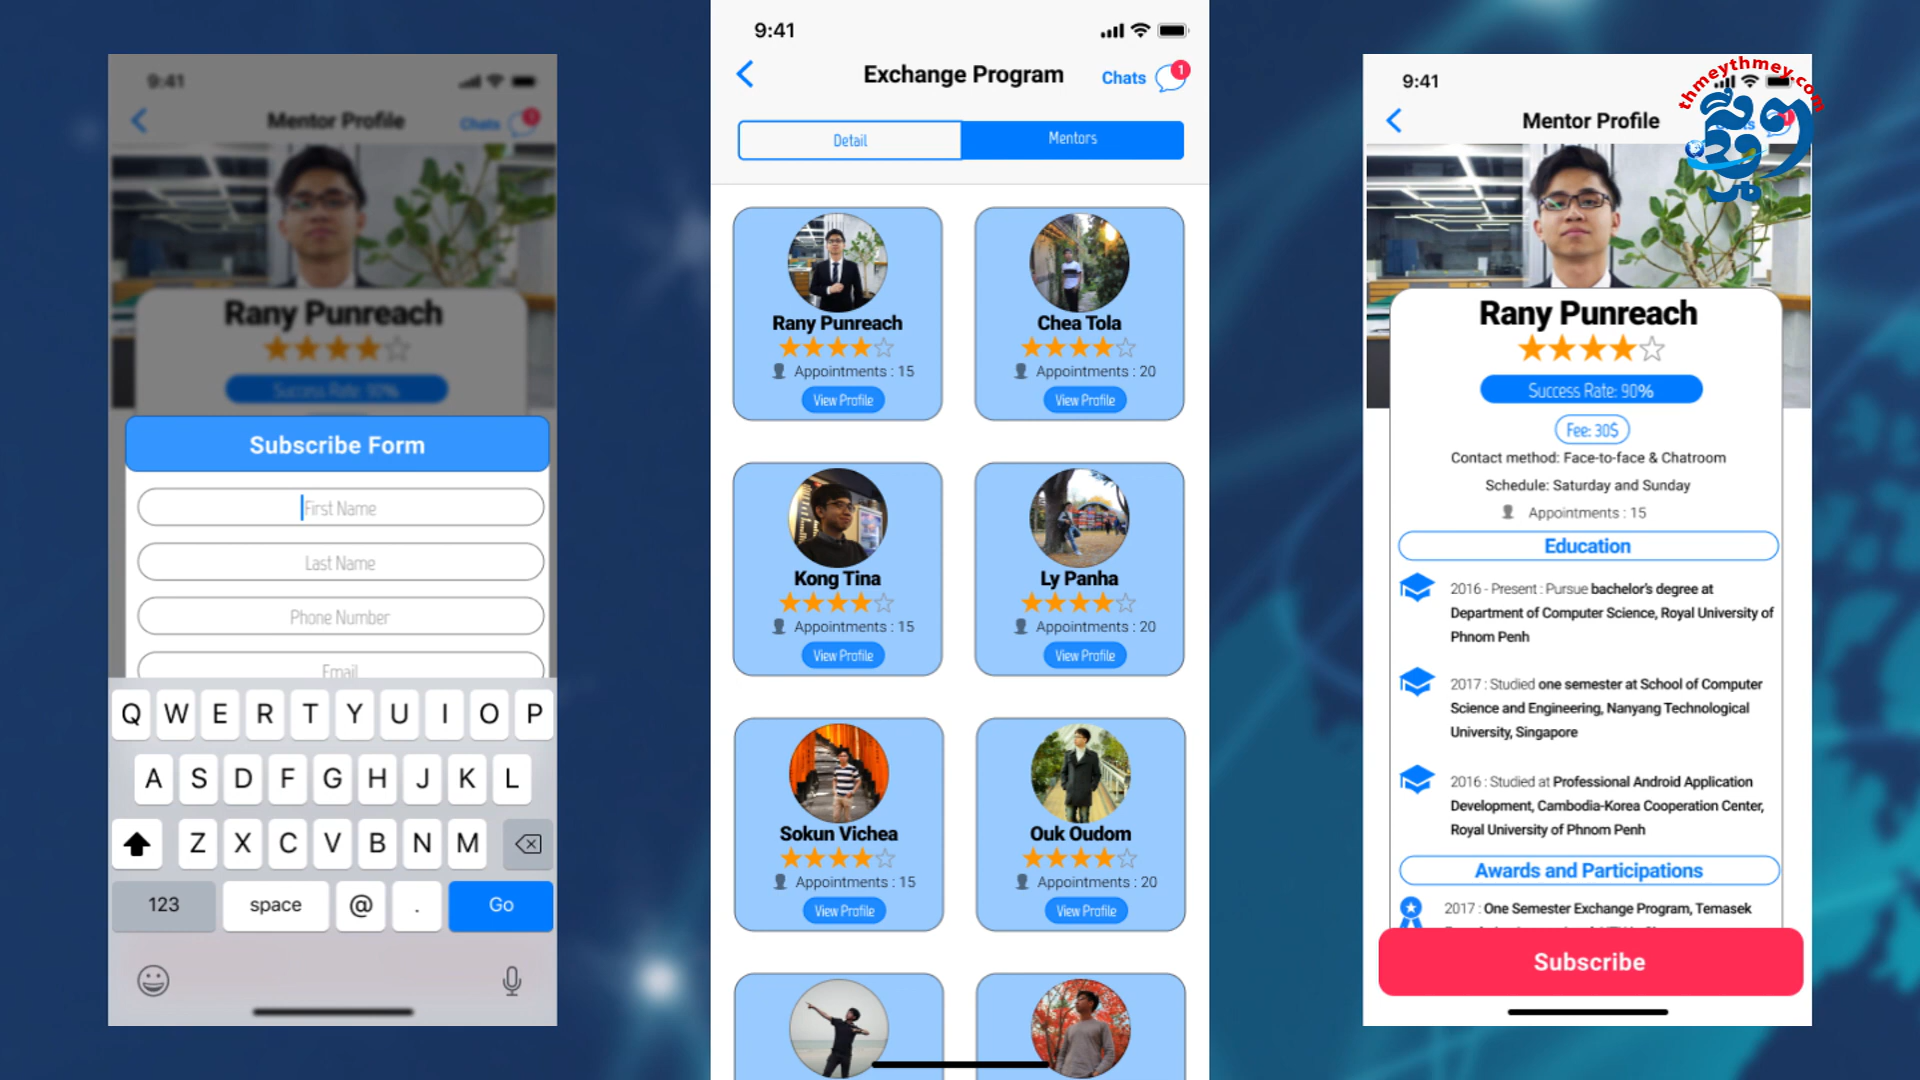 9:41
Mentor Profile
Chats
Rany Punreach
Success Rate: 90%
Subscribe Form
First Name
Last Name
Phone Number
Email
Q W E R T Y U I O P
A S D F G H J K L
Z X C V B N M
123 space @ . Go
9:41
Exchange Program
Chats 1
Detail Mentors
Rany Punreach
Appointments : 15
View Profile
Chea Tola
Appointments : 20
View Profile
Kong Tina
Appointments : 15
View Profile
Ly Panha
Appointments : 20
View Profile
Sokun Vichea
Appointments : 15
View Profile
Ouk Oudom
Appointments : 20
View Profile
9:41
thmeythmey.com
Mentor Profile
Rany Punreach
Success Rate: 90%
Fee: 30$
Contact method: Face-to-face & Chatroom
Schedule: Saturday and Sunday
Appointments : 15
Education
2016 - Present : Pursue bachelor's degree at
Department of Computer Science, Royal University of
Phnom Penh
2017 : Studied one semester at School of Computer
Science and Engineering, Nanyang Technological
University, Singapore
2016 : Studied at Professional Android Application
Development, Cambodia-Korea Cooperation Center,
Royal University of Phnom Penh
Awards and Participations
2017 : One Semester Exchange Program, Temasek
Subscribe